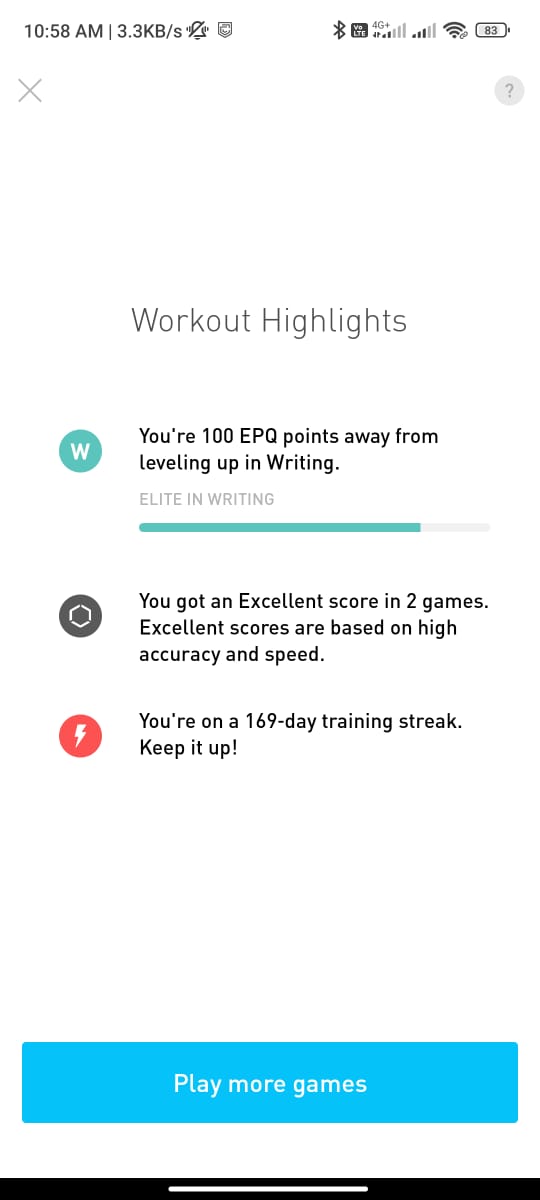 10:58 AM | 3.3KB/s Vo LTE 4G+ 83
?
Workout Highlights
W
You're 100 EPQ points away from
leveling up in Writing.
ELITE IN WRITING
You got an Excellent score in 2 games.
Excellent scores are based on high
accuracy and speed.
You're on a 169-day training streak.
Keep it up!
Play more games